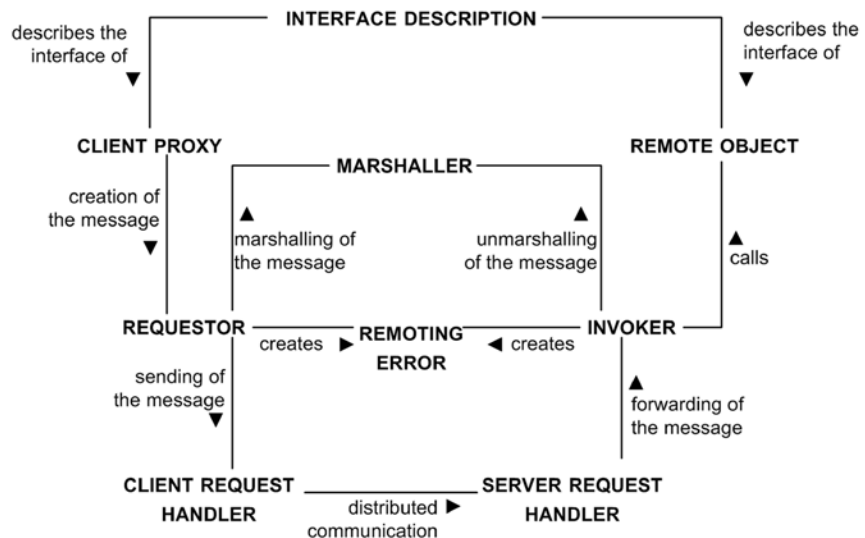 INTERFACE DESCRIPTION
describes the
interface of
describes the
interface of
CLIENT PROXY
REMOTE OBJECT
MARSHALLER
creation of
the message
marshalling of
the message
unmarshalling
of the message
calls
REQUESTOR
REMOTING
ERROR
INVOKER
creates
creates
sending of
the message
forwarding of
the message
CLIENT REQUEST
HANDLER
SERVER REQUEST
HANDLER
distributed
communication